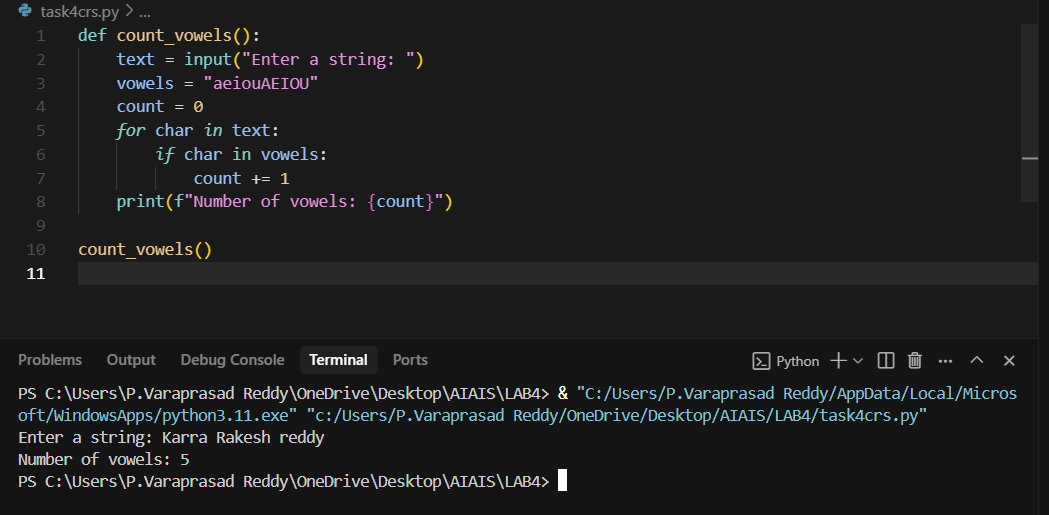 task4crs.py > ...
1 def count_vowels():
2     text = input("Enter a string: ")
3     vowels = "aeiouAEIOU"
4     count = 0
5     for char in text:
6         if char in vowels:
7             count += 1
8     print(f"Number of vowels: {count}")
9
10 count_vowels()
11
Problems Output Debug Console Terminal Ports Python
PS C:\Users\P.Varaprasad Reddy\OneDrive\Desktop\AIAIS\LAB4> & "C:/Users/P.Varaprasad Reddy/AppData/Local/Micros
oft/WindowsApps/python3.11.exe" "c:/Users/P.Varaprasad Reddy/OneDrive/Desktop/AIAIS/LAB4/task4crs.py"
Enter a string: Karra Rakesh reddy
Number of vowels: 5
PS C:\Users\P.Varaprasad Reddy\OneDrive\Desktop\AIAIS\LAB4>